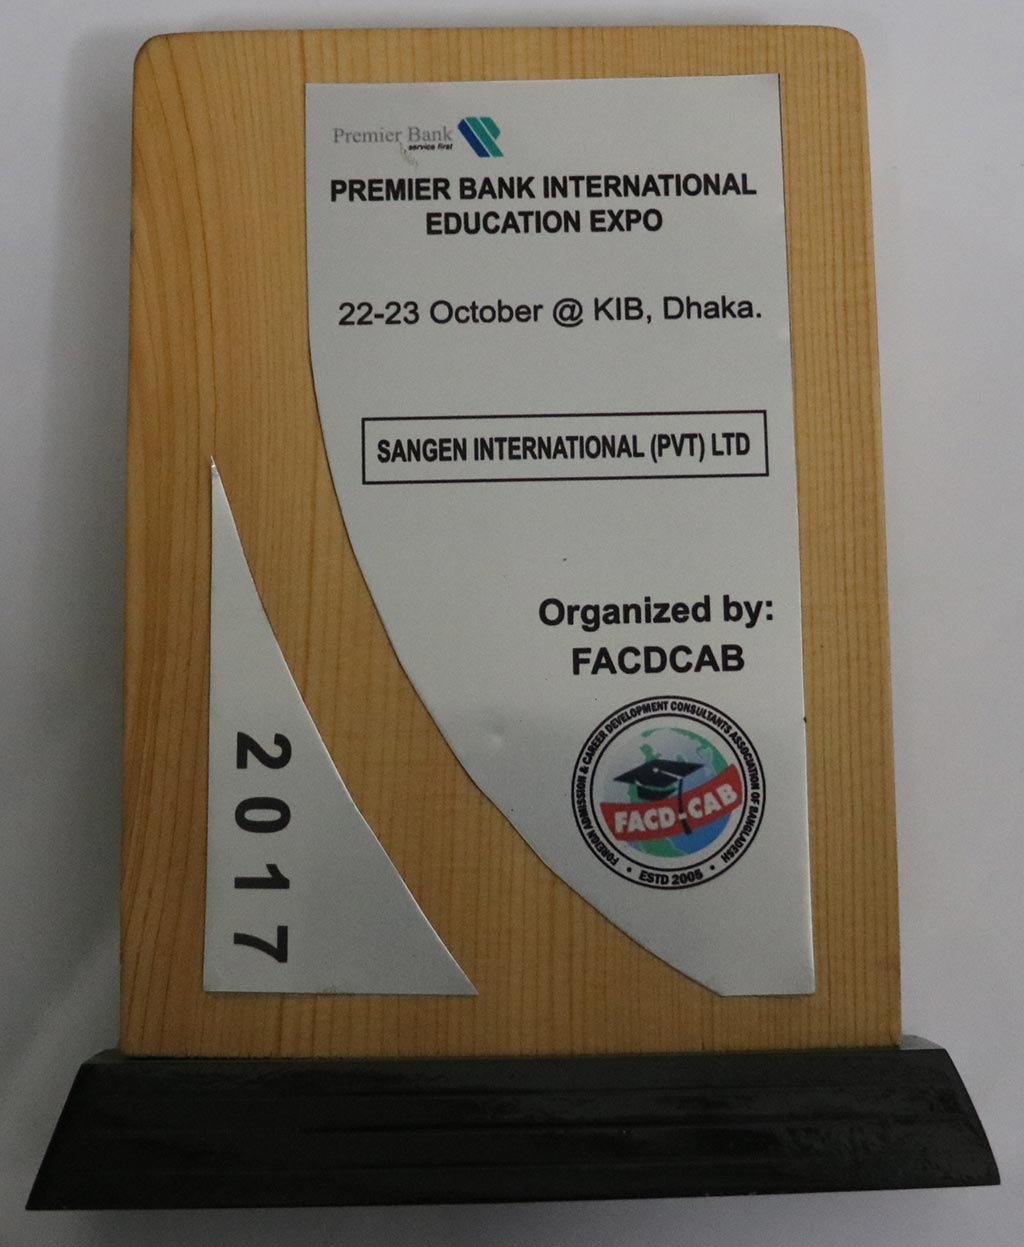 Premier Bank
service first
PREMIER BANK INTERNATIONAL
EDUCATION EXPO
22-23 October @ KIB, Dhaka.
SANGEN INTERNATIONAL (PVT) LTD
Organized by:
FACDCAB
FOREIGN ADMISSION & CAREER DEVELOPMENT CONSULTANTS ASSOCIATION OF BANGLADESH
FACD-CAB
• ESTD 2005 •
2017